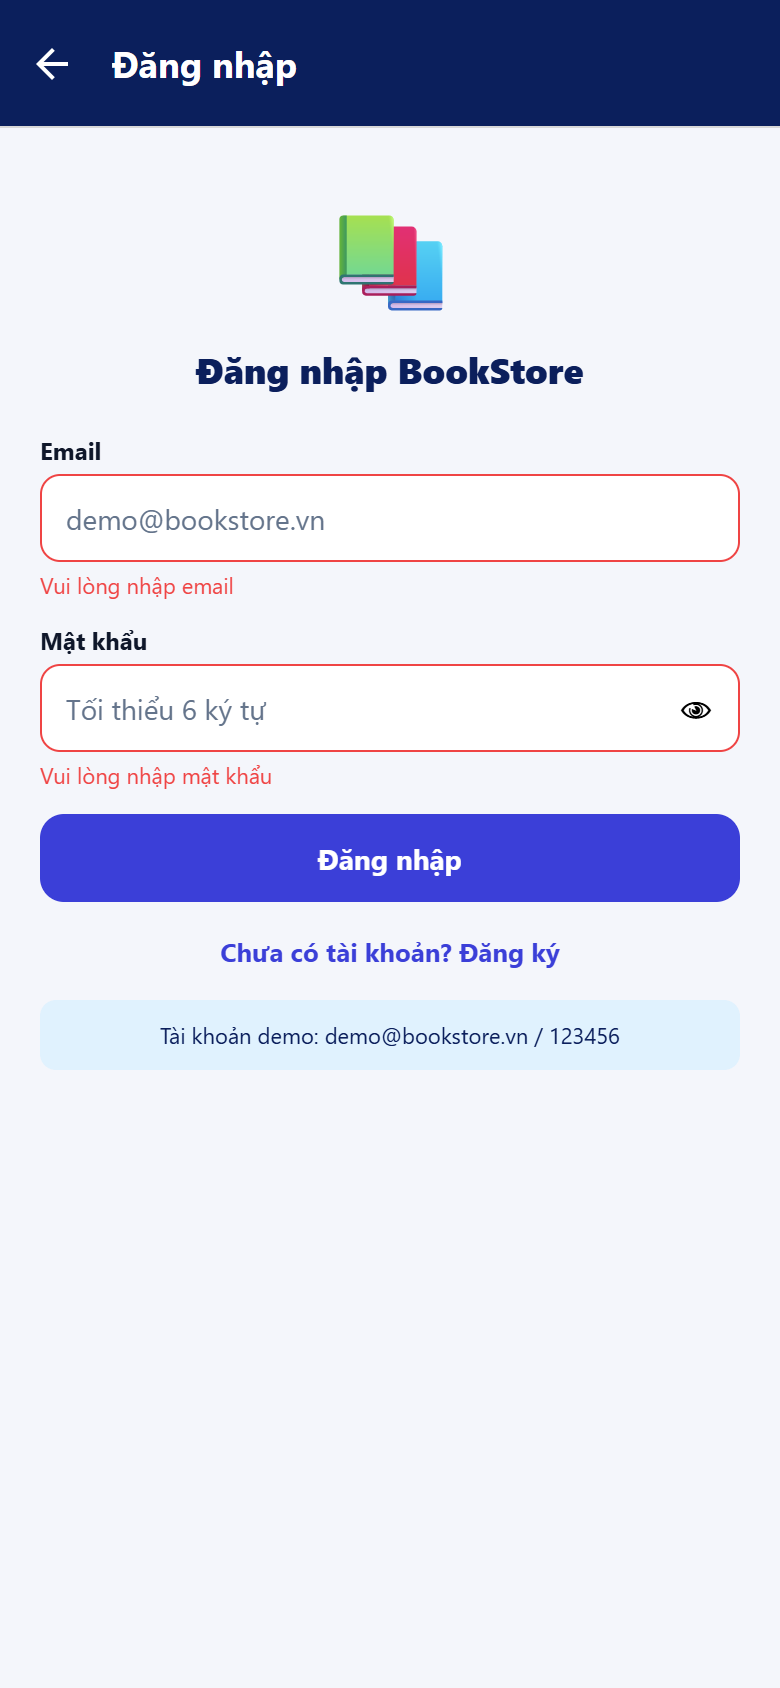 Đăng nhập
Đăng nhập BookStore
Email
demo@bookstore.vn
Vui lòng nhập email
Mật khẩu
Tối thiểu 6 ký tự
Vui lòng nhập mật khẩu
Đăng nhập
Chưa có tài khoản? Đăng ký
Tài khoản demo: demo@bookstore.vn / 123456